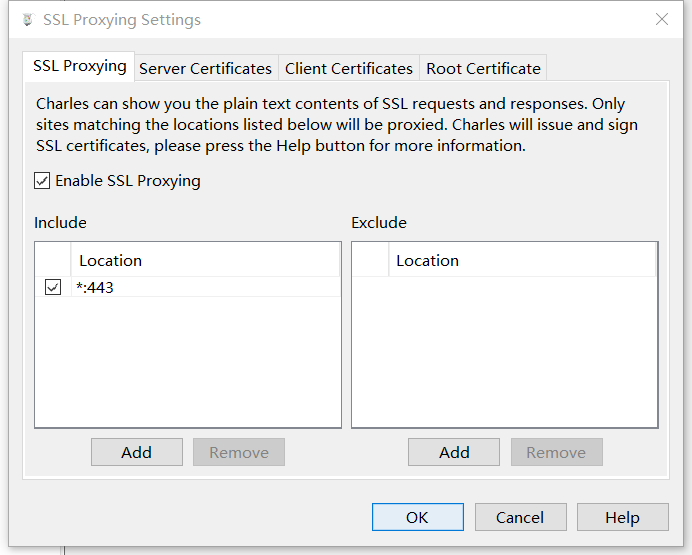 SSL Proxying Settings
SSL Proxying
Server Certificates
Client Certificates
Root Certificate
Charles can show you the plain text contents of SSL requests and responses. Only
sites matching the locations listed below will be proxied. Charles will issue and sign
SSL certificates, please press the Help button for more information.
Enable SSL Proxying
Include
Exclude
Location
Location
*:443
Add
Remove
Add
Remove
OK
Cancel
Help